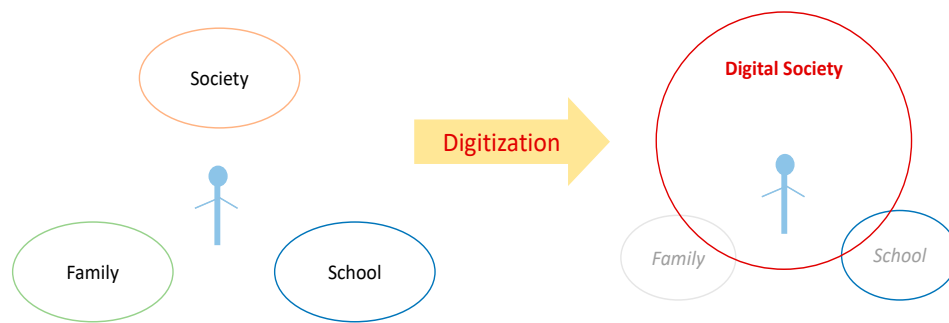 Society
Family
School
Digitization
Digital Society
Family
School